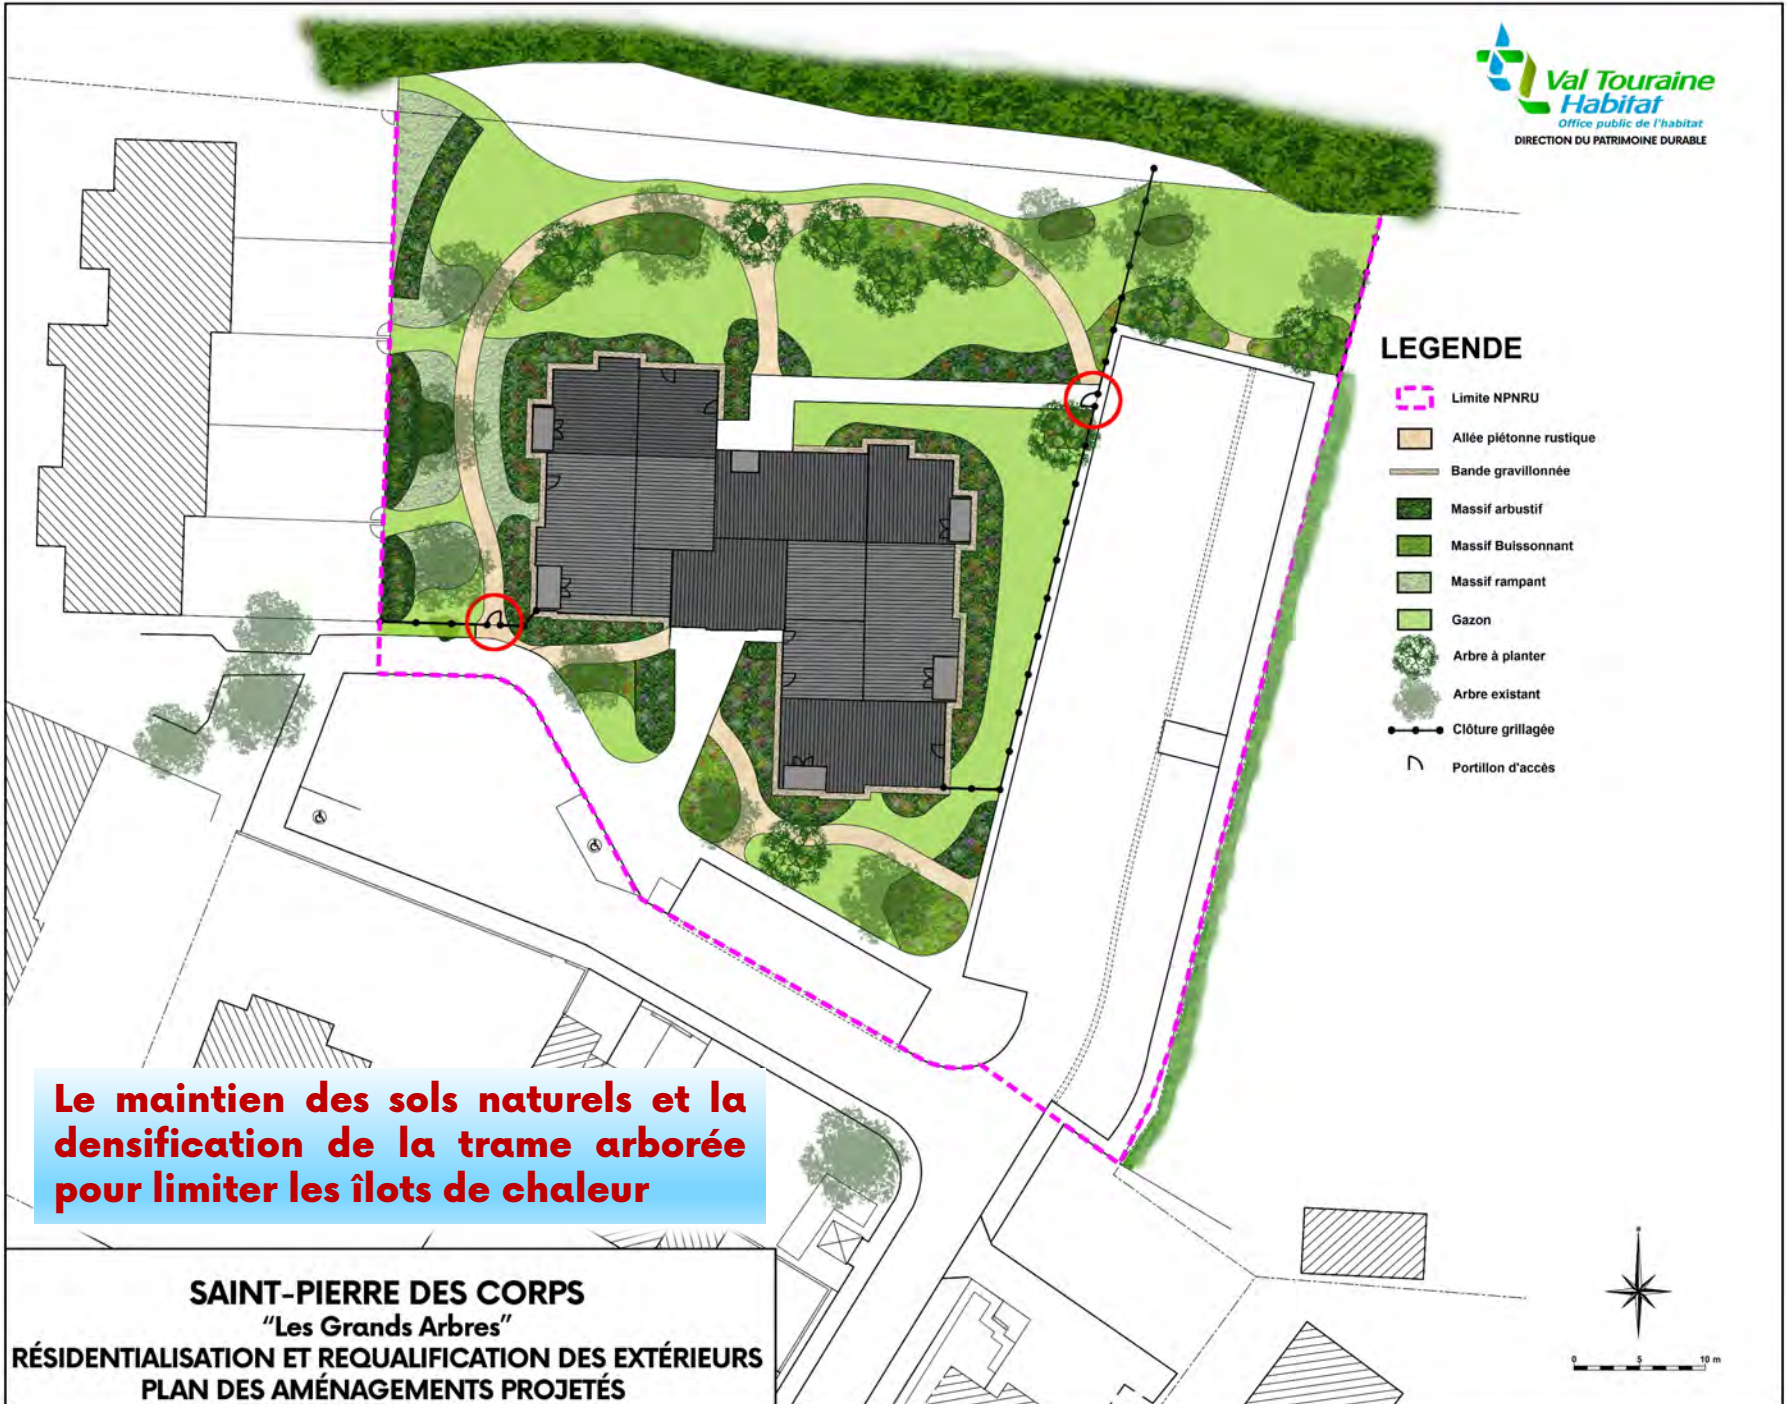 Val Touraine
Habitat
Office public de l'habitat
DIRECTION DU PATRIMOINE DURABLE
LEGENDE
Limite NPNRU
Allée piétonne rustique
Bande gravillonnée
Massif arbustif
Massif Buissonnant
Massif rampant
Gazon
Arbre à planter
Arbre existant
Clôture grillagée
Portillon d'accès
Le maintien des sols naturels et la
densification de la trame arborée
pour limiter les îlots de chaleur
SAINT-PIERRE DES CORPS
"Les Grands Arbres"
RÉSIDENTIALISATION ET REQUALIFICATION DES EXTÉRIEURS
PLAN DES AMÉNAGEMENTS PROJETÉS
0 5 10 m